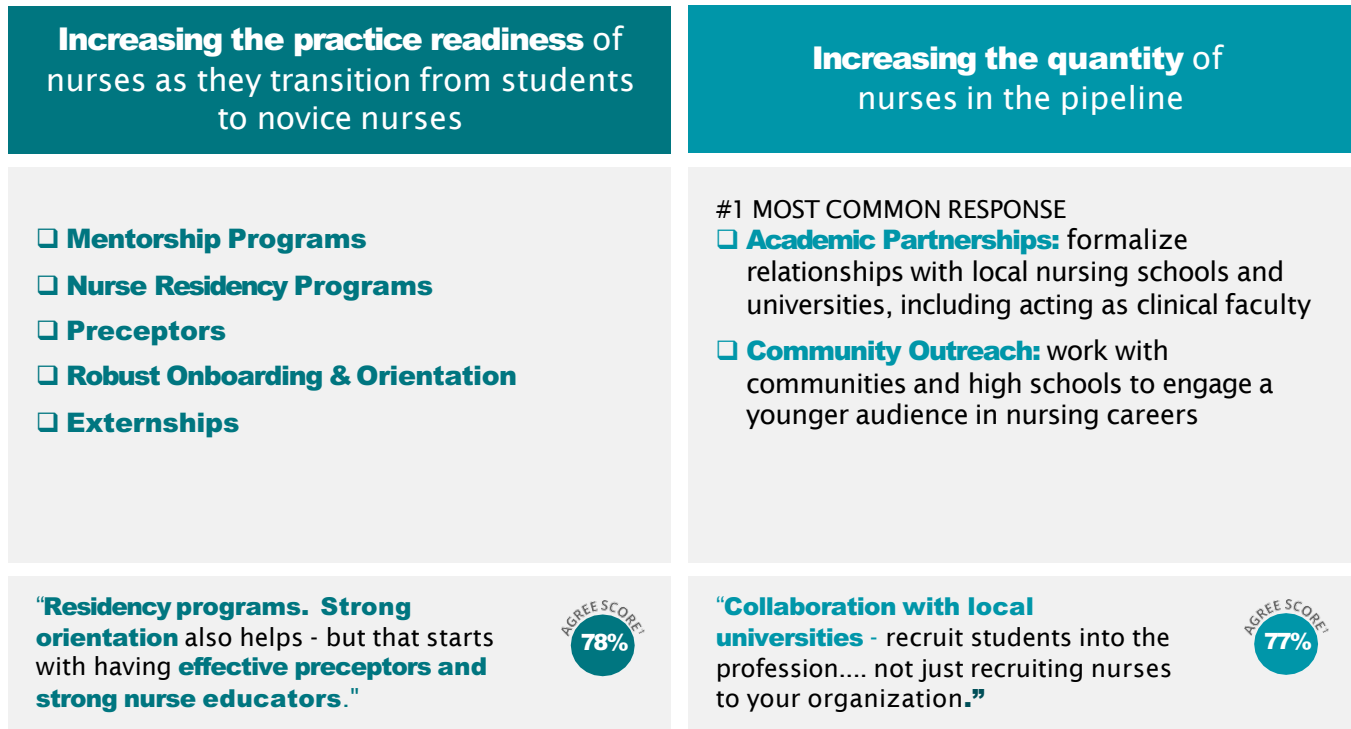 Increasing the practice readiness of
nurses as they transition from students
to novice nurses
❑ Mentorship Programs
❑ Nurse Residency Programs
❑ Preceptors
❑ Robust Onboarding & Orientation
❑ Externships
“Residency programs. Strong
orientation also helps - but that starts
with having effective preceptors and
strong nurse educators."
AGREE SCORE¹
78%
Increasing the quantity of
nurses in the pipeline
#1 MOST COMMON RESPONSE
❑ Academic Partnerships: formalize
relationships with local nursing schools and
universities, including acting as clinical faculty
❑ Community Outreach: work with
communities and high schools to engage a
younger audience in nursing careers
“Collaboration with local
universities - recruit students into the
profession.... not just recruiting nurses
to your organization.”
AGREE SCORE¹
77%